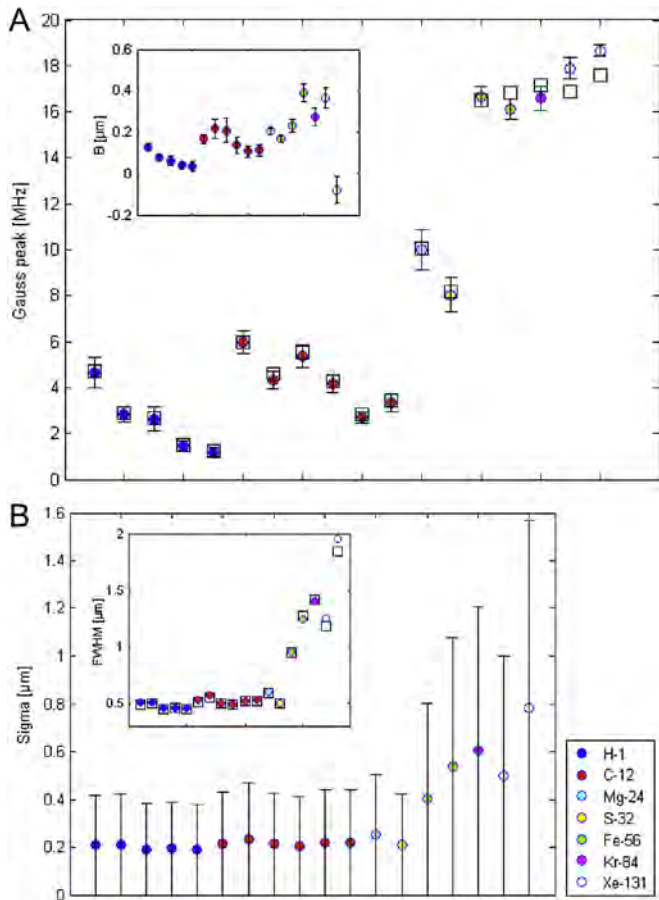 A
Gauss peak [MHz]
20
18
16
14
12
10
8
6
4
2
0
B [µm]
0.6
0.4
0.2
0
-0.2
B
Sigma [µm]
1.6
1.4
1.2
1
0.8
0.6
0.4
0.2
0
FWHM [µm]
2
1.5
1
0.5
H-1
C-12
Mg-24
S-32
Fe-56
Kr-84
Xe-131